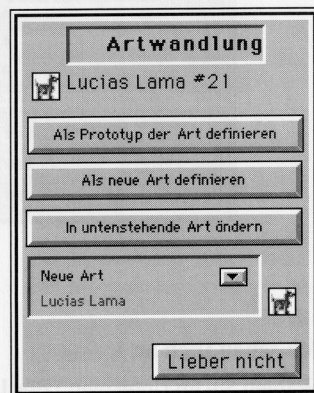 Artwandlung
Lucias Lama #21
Als Prototyp der Art definieren
Als neue Art definieren
In untenstehende Art ändern
Neue Art
Lucias Lama
Lieber nicht